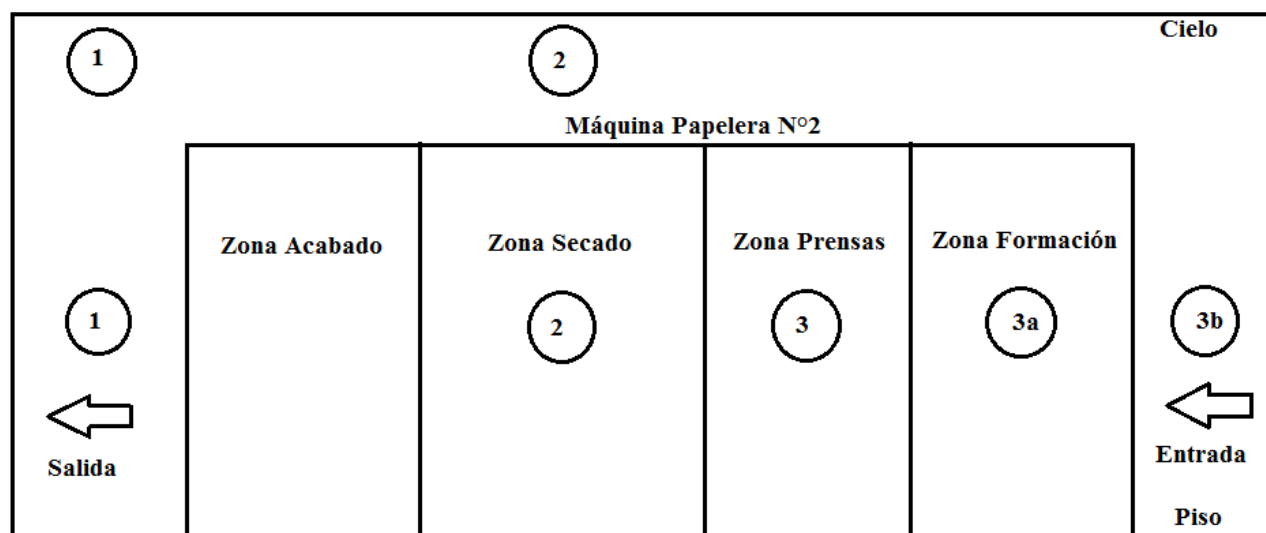 Cielo
1
2
Máquina Papelera N°2
Zona Acabado
Zona Secado
Zona Prensas
Zona Formación
1
2
3
3a
3b
Salida
Entrada
Piso